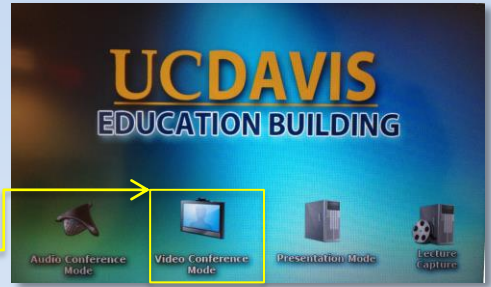 UCDAVIS
EDUCATION BUILDING
Audio Conference
Mode
Video Conference
Mode
Presentation Mode
Lecture
Capture